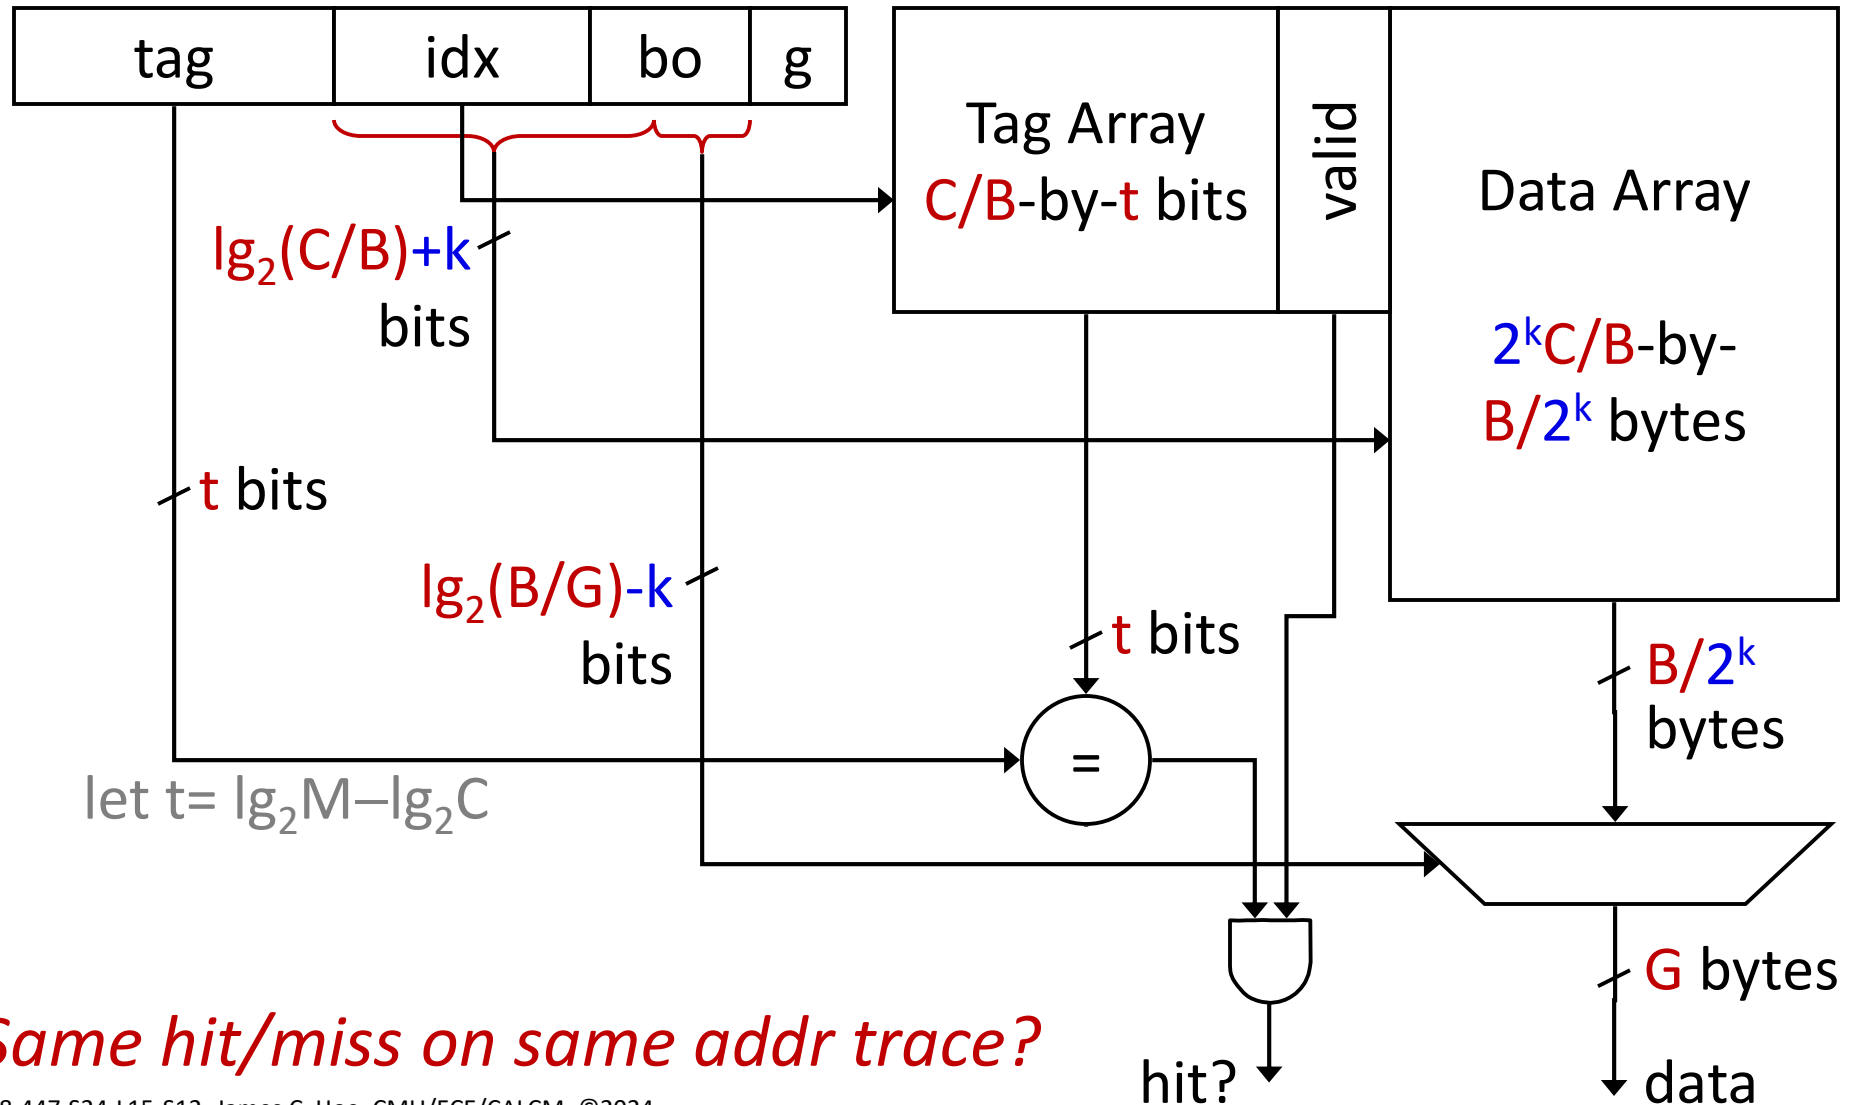 tag idx bo g
Tag Array
C/B-by-t bits
valid
Data Array
2ᵏC/B-by-
B/2ᵏ bytes
lg₂(C/B)+k
bits
t bits
lg₂(B/G)-k
bits
t bits
B/2ᵏ
bytes
=
let t= lg₂M–lg₂C
G bytes
Same hit/miss on same addr trace?
hit?
data